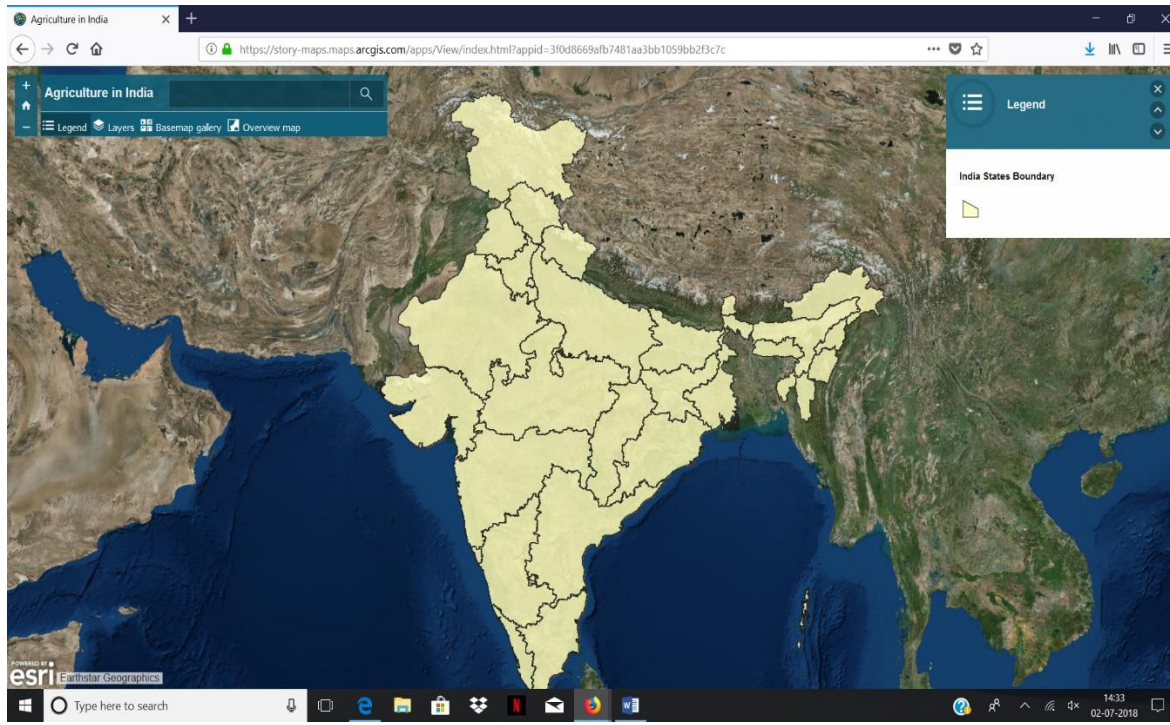 Agriculture in India
https://story-maps.maps.arcgis.com/apps/View/index.html?appid=3f0d8669afb7481aa3bb1059bb2f3c7c
Agriculture in India
Legend Layers Basemap gallery Overview map
Legend
India States Boundary
POWERED BY
esri Earthstar Geographics
Type here to search
14:33
02-07-2018